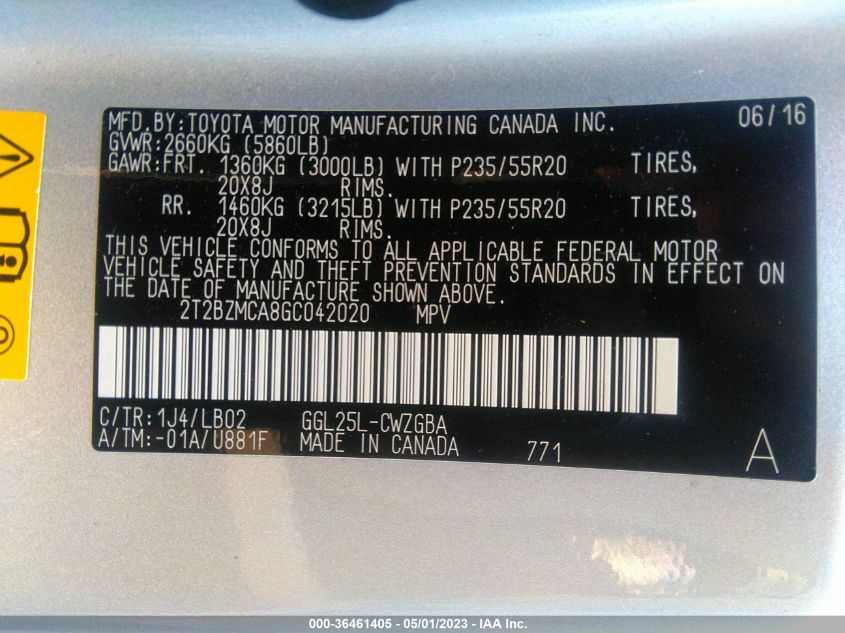 MFD.BY:TOYOTA MOTOR MANUFACTURING CANADA INC. 06/16
GVWR:2660KG (5860LB)
GAWR:FRT. 1360KG (3000LB) WITH P235/55R20 TIRES,
20X8J RIMS.
RR. 1460KG (3215LB) WITH P235/55R20 TIRES,
20X8J RIMS.
THIS VEHICLE CONFORMS TO ALL APPLICABLE FEDERAL MOTOR
VEHICLE SAFETY AND THEFT PREVENTION STANDARDS IN EFFECT ON
THE DATE OF MANUFACTURE SHOWN ABOVE.
2T2BZMCA8GC042020 MPV
C/TR:1J4/LB02 GGL25L-CWZGBA
A/TM:-01A/U881F MADE IN CANADA 771 A
000-36461405 - 05/01/2023 - IAA Inc.